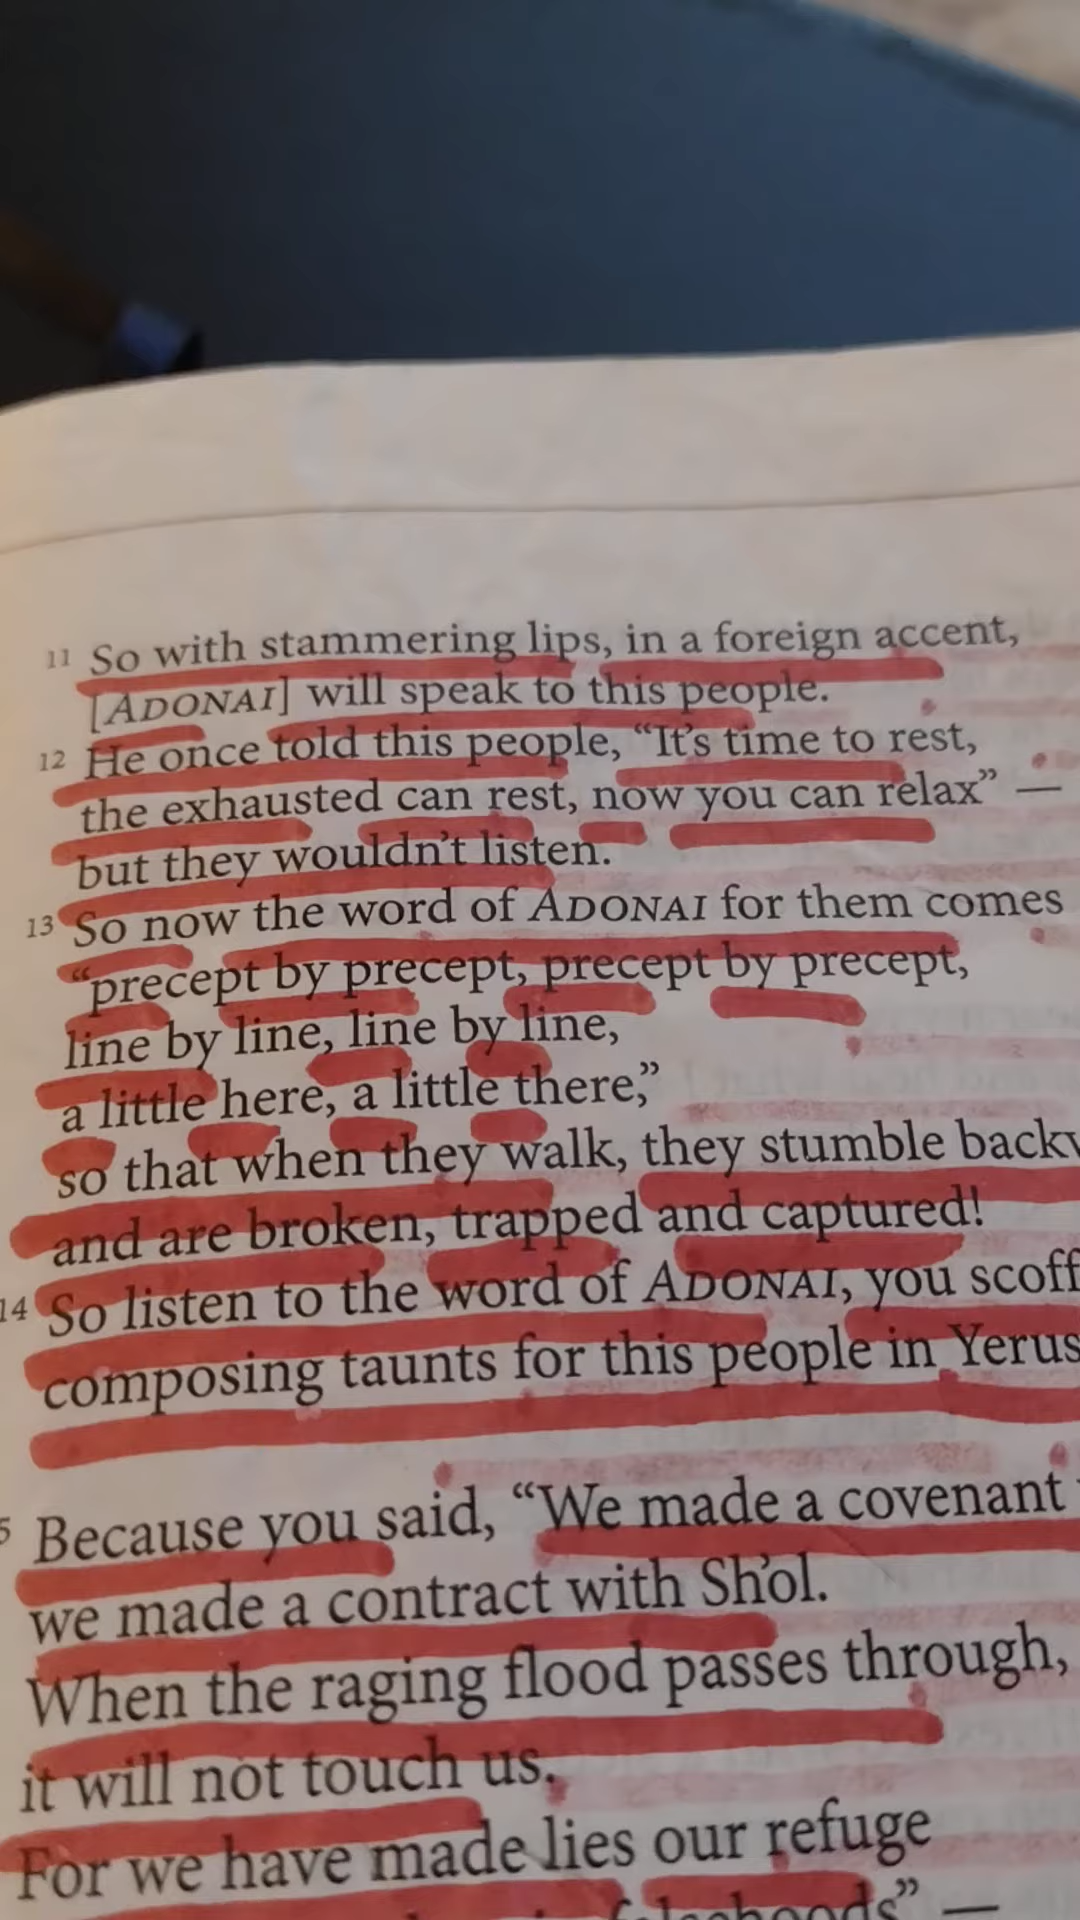 11 So with stammering lips, in a foreign accent,
[ADONAI] will speak to this people.
12 He once told this people, “It’s time to rest,
the exhausted can rest, now you can relax” —
but they wouldn’t listen.
13 So now the word of ADONAI for them comes
“precept by precept, precept by precept,
line by line, line by line,
a little here, a little there,”
so that when they walk, they stumble
and are broken, trapped and captured!
14 So listen to the word of ADONAI, you
composing taunts for this people in
5 Because you said, “We made a covenant
we made a contract with Sh’ol.
When the raging flood passes through,
it will not touch us.
For we have made lies our refuge